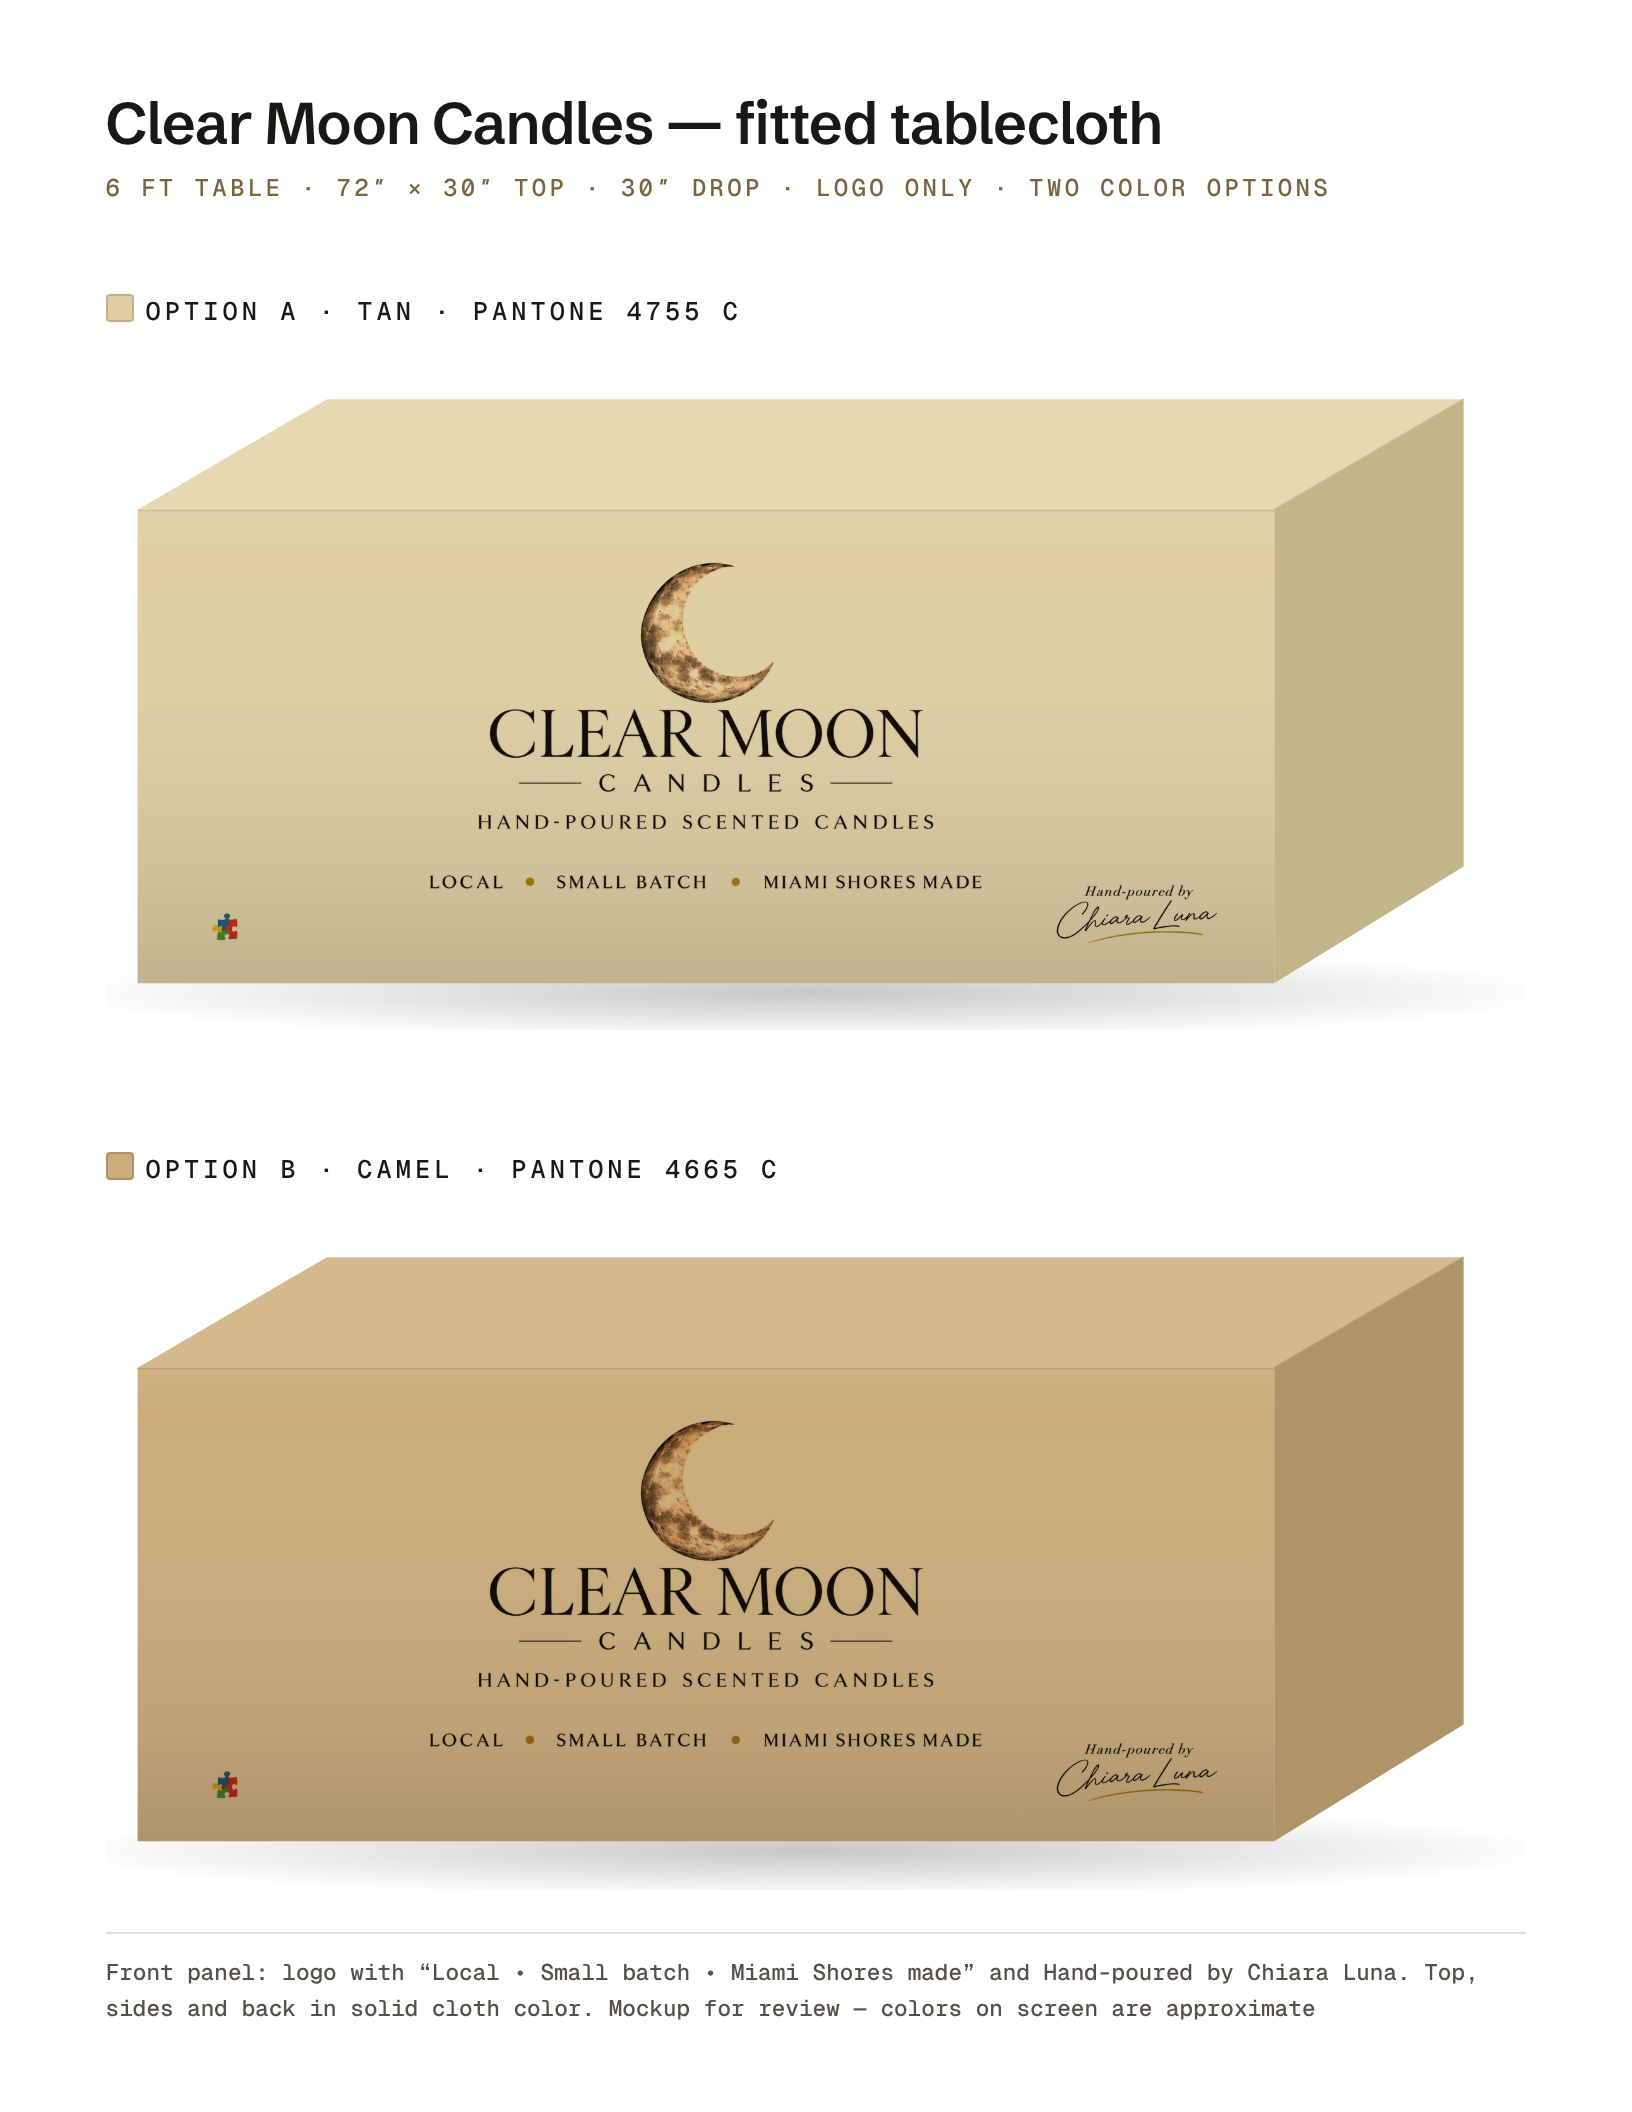 Clear Moon Candles — fitted tablecloth
6 FT TABLE · 72″ × 30″ TOP · 30″ DROP · LOGO ONLY · TWO COLOR OPTIONS
OPTION A · TAN · PANTONE 4755 C
CLEAR MOON
CANDLES
HAND-POURED SCENTED CANDLES
LOCAL • SMALL BATCH • MIAMI SHORES MADE
Hand-poured by
Chiara Luna
OPTION B · CAMEL · PANTONE 4665 C
CLEAR MOON
CANDLES
HAND-POURED SCENTED CANDLES
LOCAL • SMALL BATCH • MIAMI SHORES MADE
Hand-poured by
Chiara Luna
Front panel: logo with “Local • Small batch • Miami Shores made” and Hand-poured by Chiara Luna. Top,
sides and back in solid cloth color. Mockup for review — colors on screen are approximate